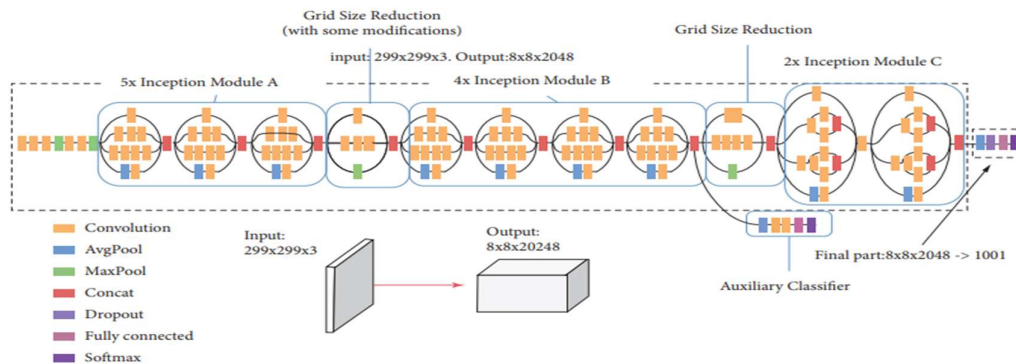 Grid Size Reduction
(with some modifications)
Grid Size Reduction
input: 299x299x3. Output:8x8x2048
5x Inception Module A
4x Inception Module B
2x Inception Module C
Convolution
AvgPool
MaxPool
Concat
Dropout
Fully connected
Softmax
Input:
299x299x3
Output:
8x8x20248
Final part:8x8x2048 -> 1001
Auxiliary Classifier